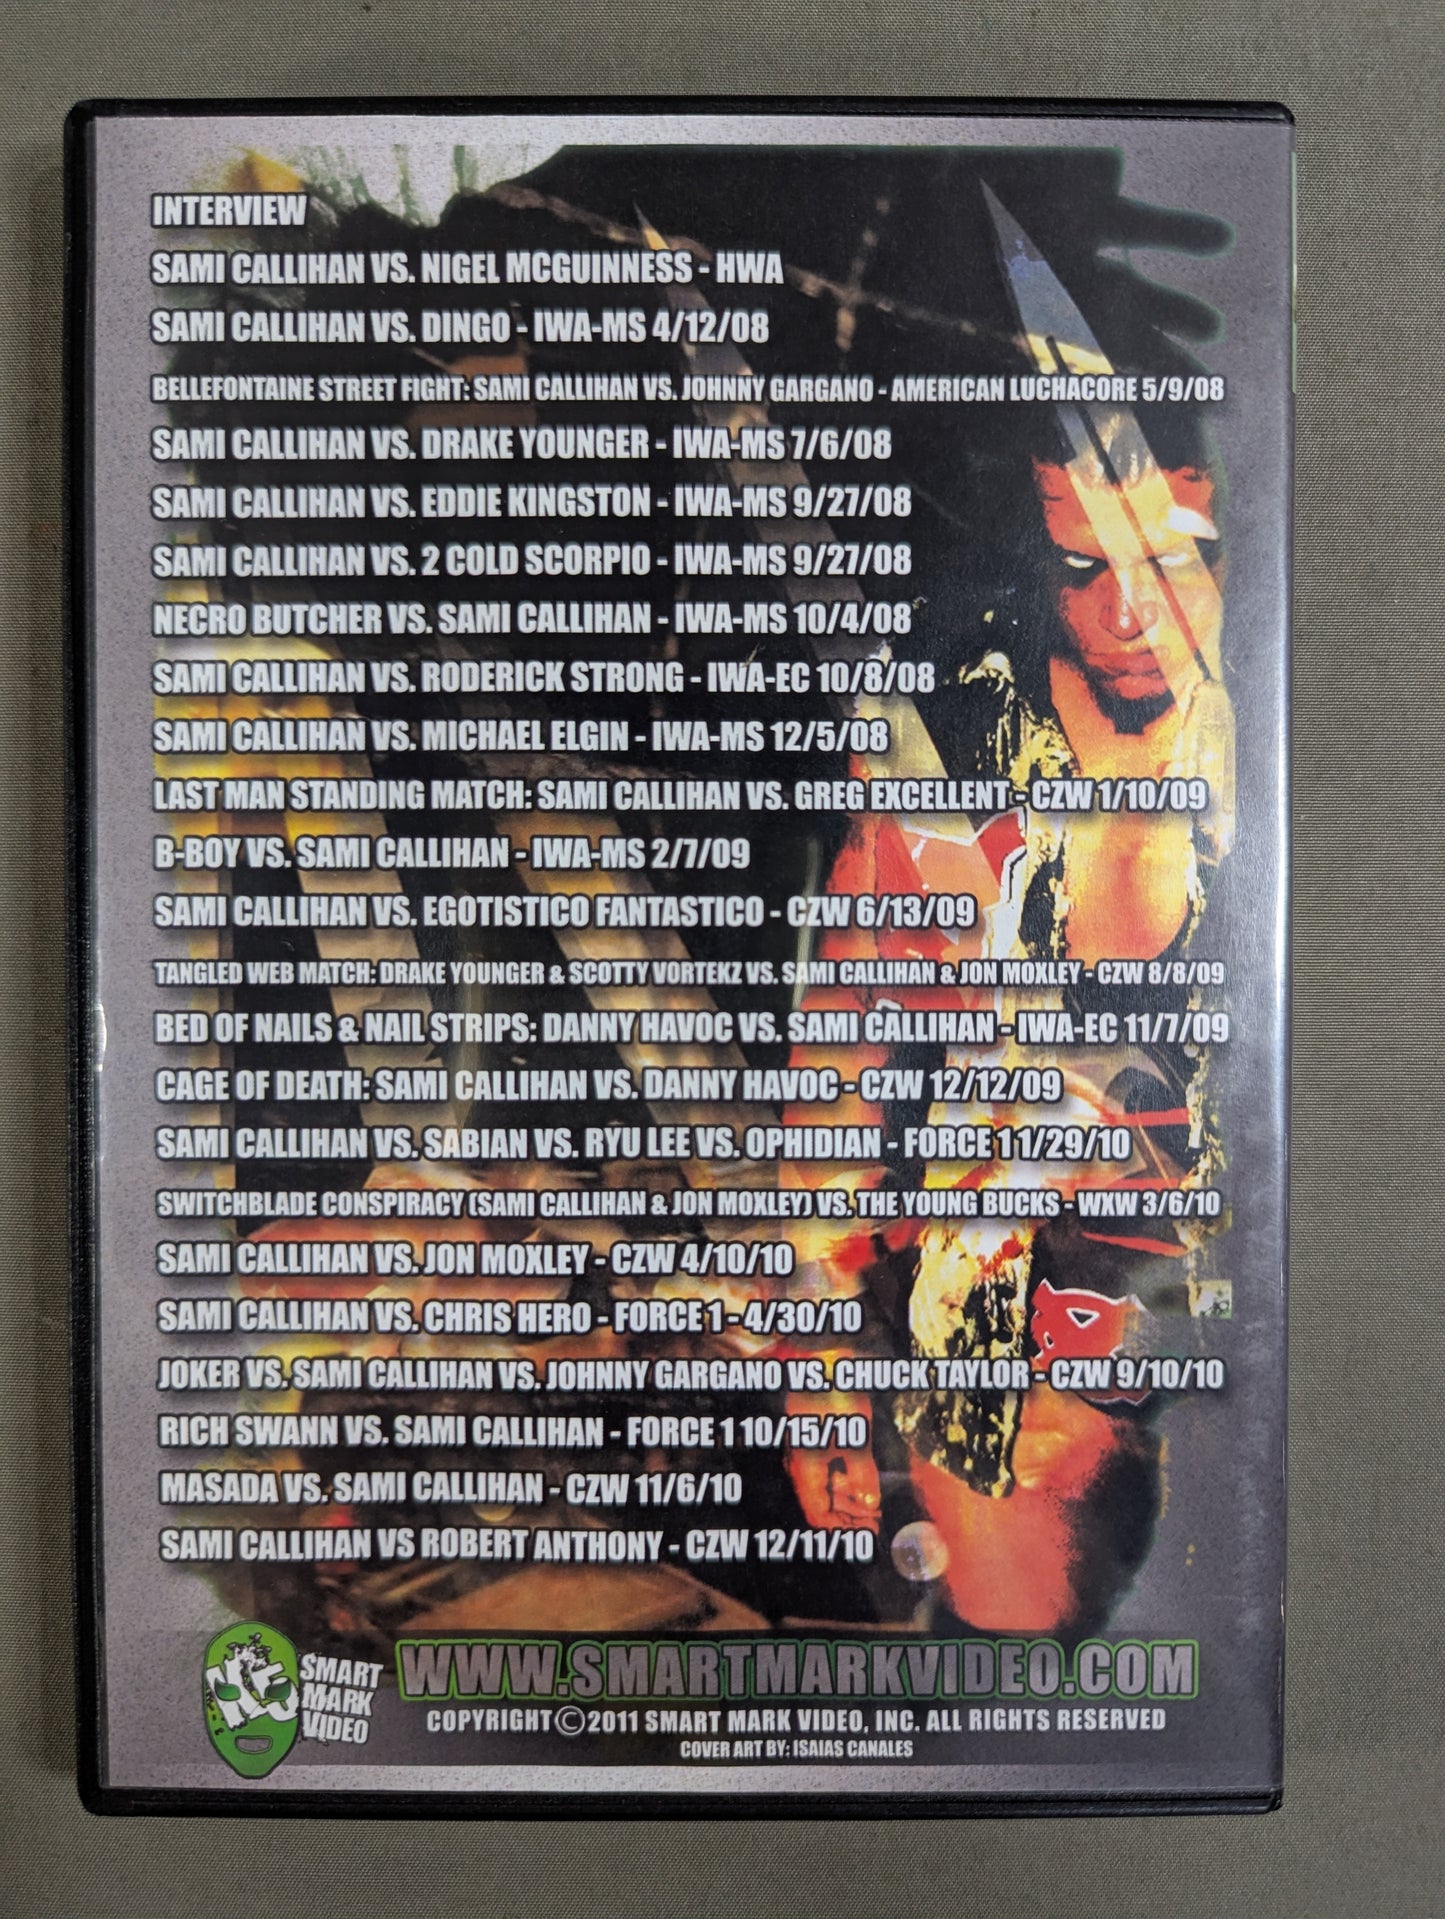 INTERVIEW
SAMI CALLIHAN VS. NIGEL MCGUINNESS - HWA
SAMI CALLIHAN VS. DINGO - IWA-MS 4/12/08
BELLEFONTAINE STREET FIGHT: SAMI CALLIHAN VS. JOHNNY GARGANO - AMERICAN LUCHACORE 5/9/08
SAMI CALLIHAN VS. DRAKE YOUNGER - IWA-MS 7/6/08
SAMI CALLIHAN VS. EDDIE KINGSTON - IWA-MS 9/27/08
SAMI CALLIHAN VS. 2 COLD SCORPIO - IWA-MS 9/27/08
NECRO BUTCHER VS. SAMI CALLIHAN - IWA-MS 10/4/08
SAMI CALLIHAN VS. RODERICK STRONG - IWA-EC 10/8/08
SAMI CALLIHAN VS. MICHAEL ELGIN - IWA-MS 12/5/08
LAST MAN STANDING MATCH: SAMI CALLIHAN VS. GREG EXCELLENT - CZW 1/10/09
B-BOY VS. SAMI CALLIHAN - IWA-MS 2/7/09
SAMI CALLIHAN VS. EGOTISTICO FANTASTICO - CZW 6/13/09
TANGLED WEB MATCH: DRAKE YOUNGER & SCOTTY VORTEKZ VS. SAMI CALLIHAN & JON MOXLEY - CZW 8/8/09
BED OF NAILS & NAIL STRIPS: DANNY HAVOC VS. SAMI CALLIHAN - IWA-EC 11/7/09
CAGE OF DEATH: SAMI CALLIHAN VS. DANNY HAVOC - CZW 12/12/09
SAMI CALLIHAN VS. SABIAN VS. RYU LEE VS. OPHIDIAN - FORCE 1 1/29/10
SWITCHBLADE CONSPIRACY (SAMI CALLIHAN & JON MOXLEY) VS. THE YOUNG BUCKS - WXW 3/6/10
SAMI CALLIHAN VS. JON MOXLEY - CZW 4/10/10
SAMI CALLIHAN VS. CHRIS HERO - FORCE 1 - 4/30/10
JOKER VS. SAMI CALLIHAN VS. JOHNNY GARGANO VS. CHUCK TAYLOR - CZW 9/10/10
RICH SWANN VS. SAMI CALLIHAN - FORCE 1 10/15/10
MASADA VS. SAMI CALLIHAN - CZW 11/6/10
SAMI CALLIHAN VS ROBERT ANTHONY - CZW 12/11/10
SMART
MARK
VIDEO
WWW.SMARTMARKVIDEO.COM
COPYRIGHT © 2011 SMART MARK VIDEO, INC. ALL RIGHTS RESERVED
COVER ART BY: ISAIAS CANALES